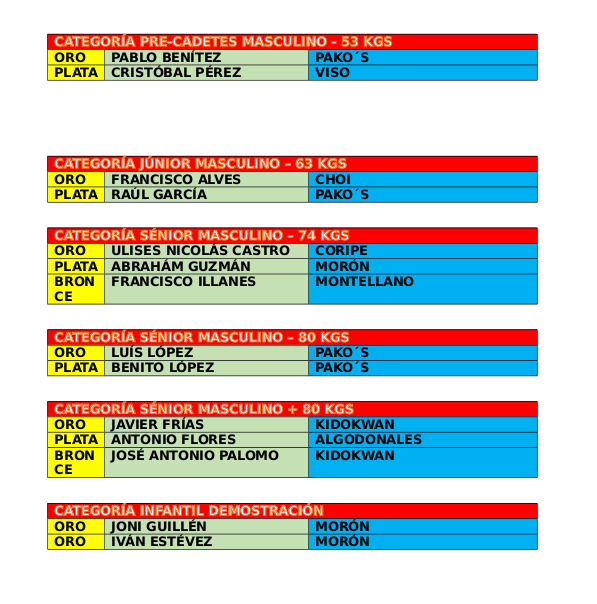 CATEGORÍA PRE-CADETES MASCULINO - 53 KGS
ORO PABLO BENÍTEZ PAKO´S
PLATA CRISTÓBAL PÉREZ VISO
CATEGORÍA JÚNIOR MASCULINO – 63 KGS
ORO FRANCISCO ALVES CHOI
PLATA RAÚL GARCÍA PAKO´S
CATEGORÍA SÉNIOR MASCULINO – 74 KGS
ORO ULISES NICOLÁS CASTRO CORIPE
PLATA ABRAHÁM GUZMÁN MORÓN
BRON FRANCISCO ILLANES MONTELLANO
CE
CATEGORÍA SÉNIOR MASCULINO – 80 KGS
ORO LUÍS LÓPEZ PAKO´S
PLATA BENITO LÓPEZ PAKO´S
CATEGORÍA SÉNIOR MASCULINO + 80 KGS
ORO JAVIER FRÍAS KIDOKWAN
PLATA ANTONIO FLORES ALGODONALES
BRON JOSÉ ANTONIO PALOMO KIDOKWAN
CE
CATEGORÍA INFANTIL DEMOSTRACIÓN
ORO JONI GUILLÉN MORÓN
ORO IVÁN ESTÉVEZ MORÓN